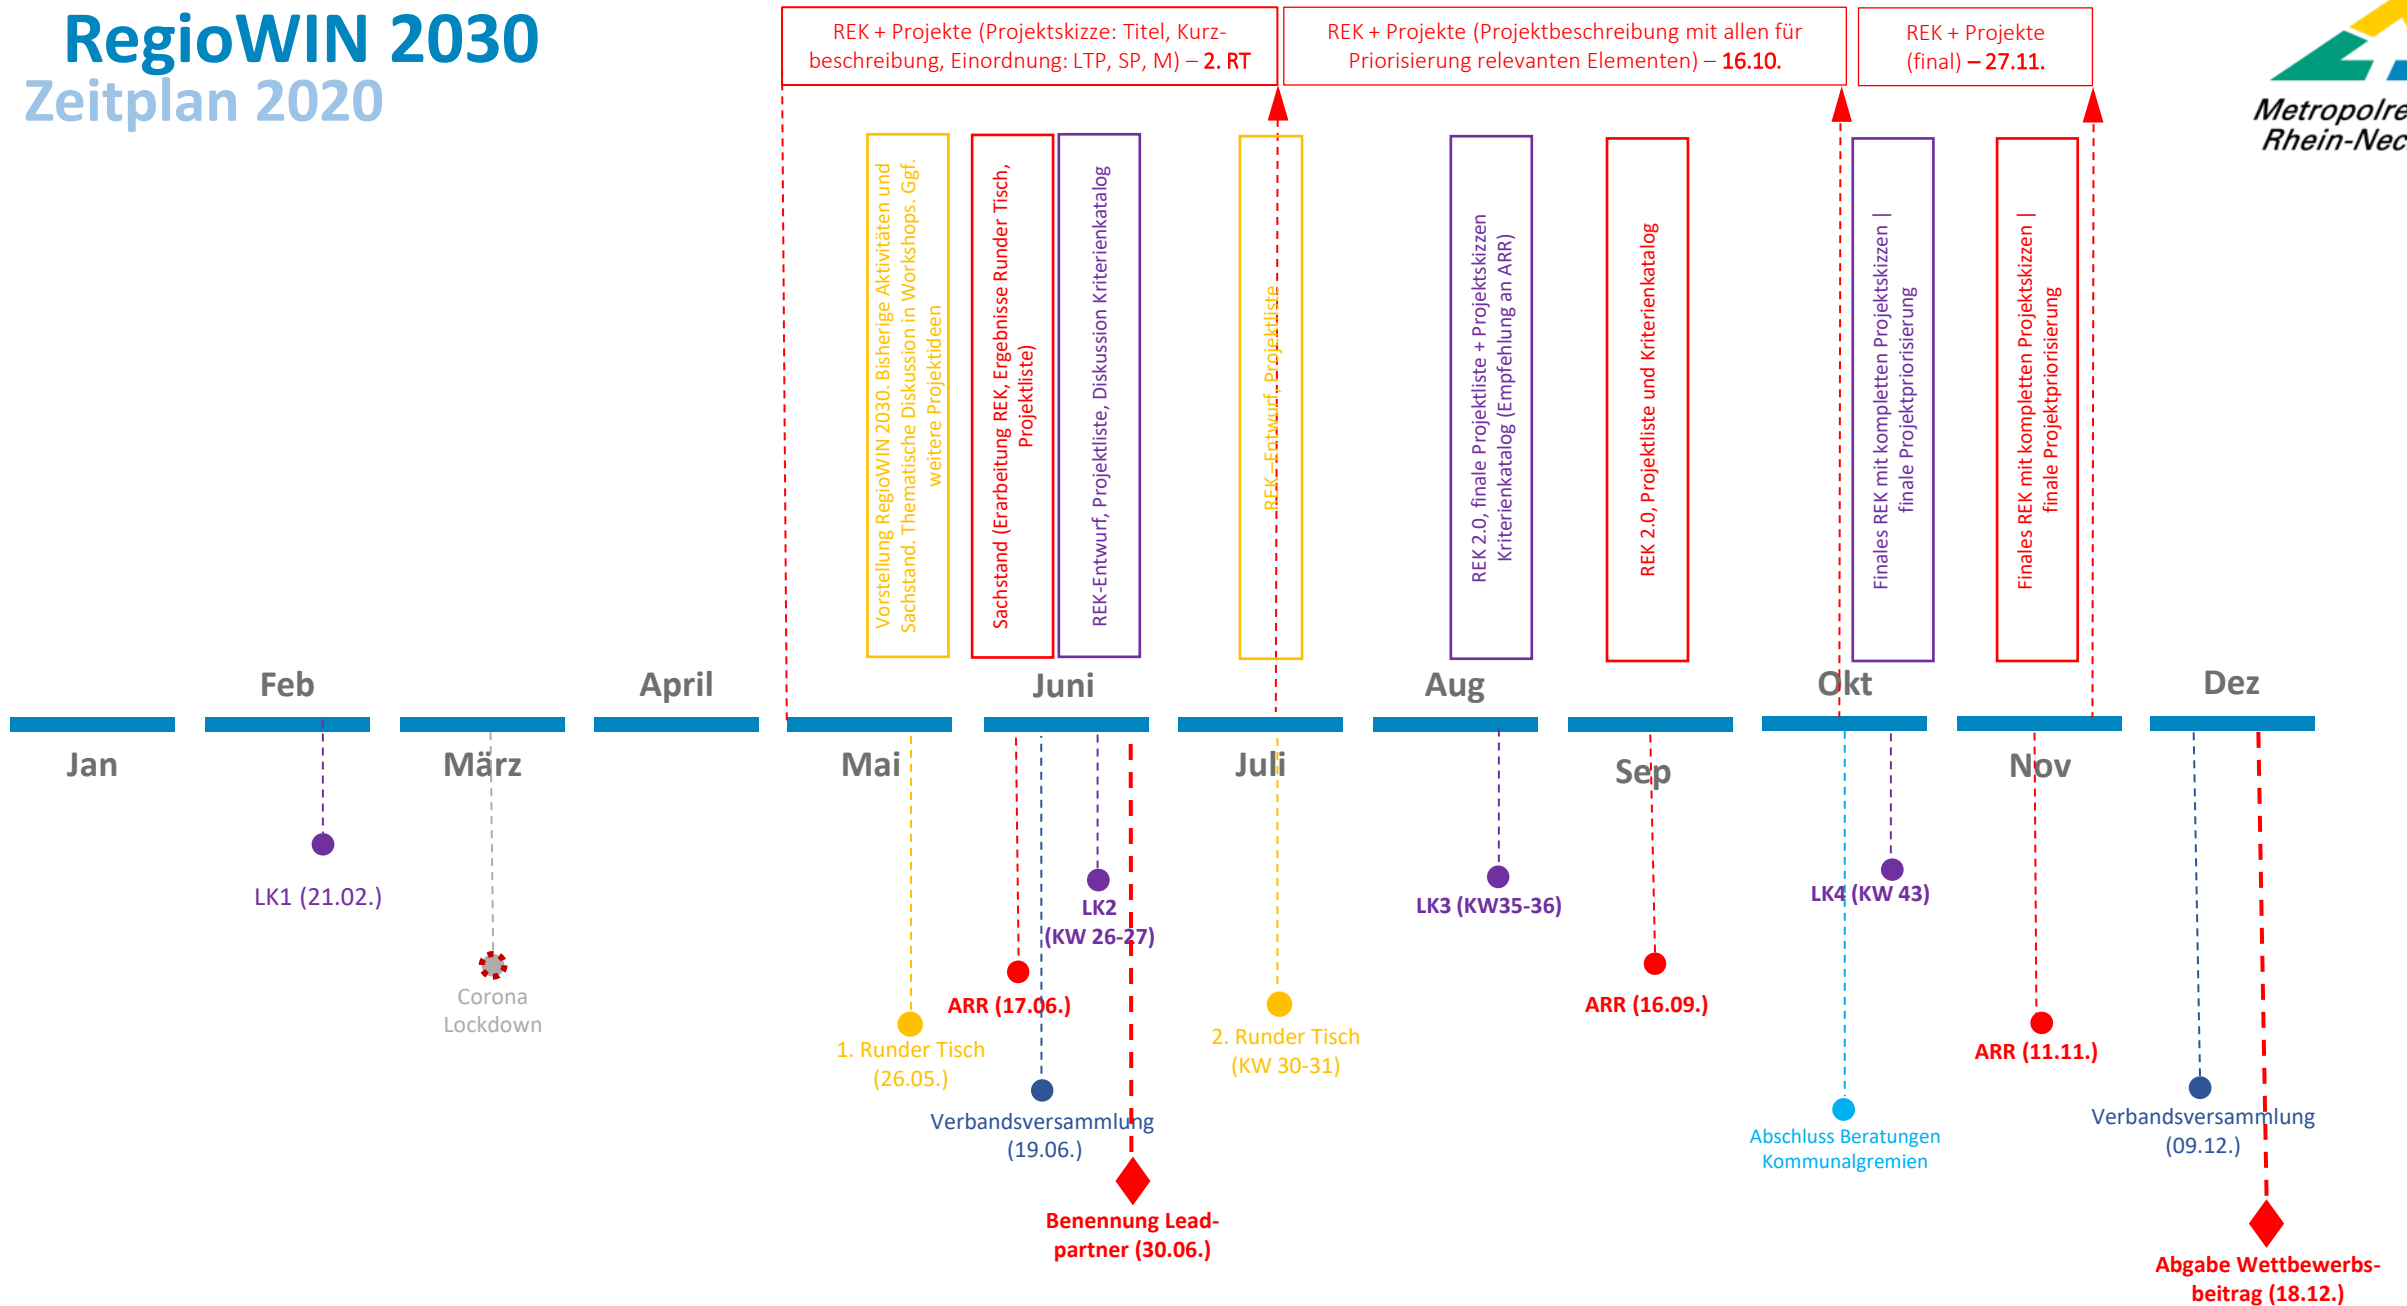 RegioWIN 2030
Zeitplan 2020
REK + Projekte (Projektskizze: Titel, Kurz-
beschreibung, Einordnung: LTP, SP, M) – 2. RT
REK + Projekte (Projektbeschreibung mit allen für
Priorisierung relevanten Elementen) – 16.10.
REK + Projekte
(final) – 27.11.
Metropolre
Rhein-Nec
Vorstellung RegioWIN 2030. Bisherige Aktivitäten und
Sachstand. Thematische Diskussion in Workshops. Ggf.
weitere Projektideen
Sachstand (Erarbeitung REK, Ergebnisse Runder Tisch,
Projektliste)
REK-Entwurf, Projektliste, Diskussion Kriterienkatalog
REK–Entwurf, Projektliste
REK 2.0, finale Projektliste + Projektskizzen
Kriterienkatalog (Empfehlung an ARR)
REK 2.0, Projektliste und Kriterienkatalog
Finales REK mit kompletten Projektskizzen |
finale Projektpriorisierung
Finales REK mit kompletten Projektskizzen |
finale Projektpriorisierung
Feb
April
Juni
Aug
Okt
Dez
Jan
März
Mai
Juli
Sep
Nov
LK1 (21.02.)
Corona
Lockdown
1. Runder Tisch
(26.05.)
ARR (17.06.)
Verbandsversammlung
(19.06.)
LK2
(KW 26-27)
Benennung Lead-
partner (30.06.)
2. Runder Tisch
(KW 30-31)
LK3 (KW35-36)
ARR (16.09.)
LK4 (KW 43)
Abschluss Beratungen
Kommunalgremien
ARR (11.11.)
Verbandsversammlung
(09.12.)
Abgabe Wettbewerbs-
beitrag (18.12.)